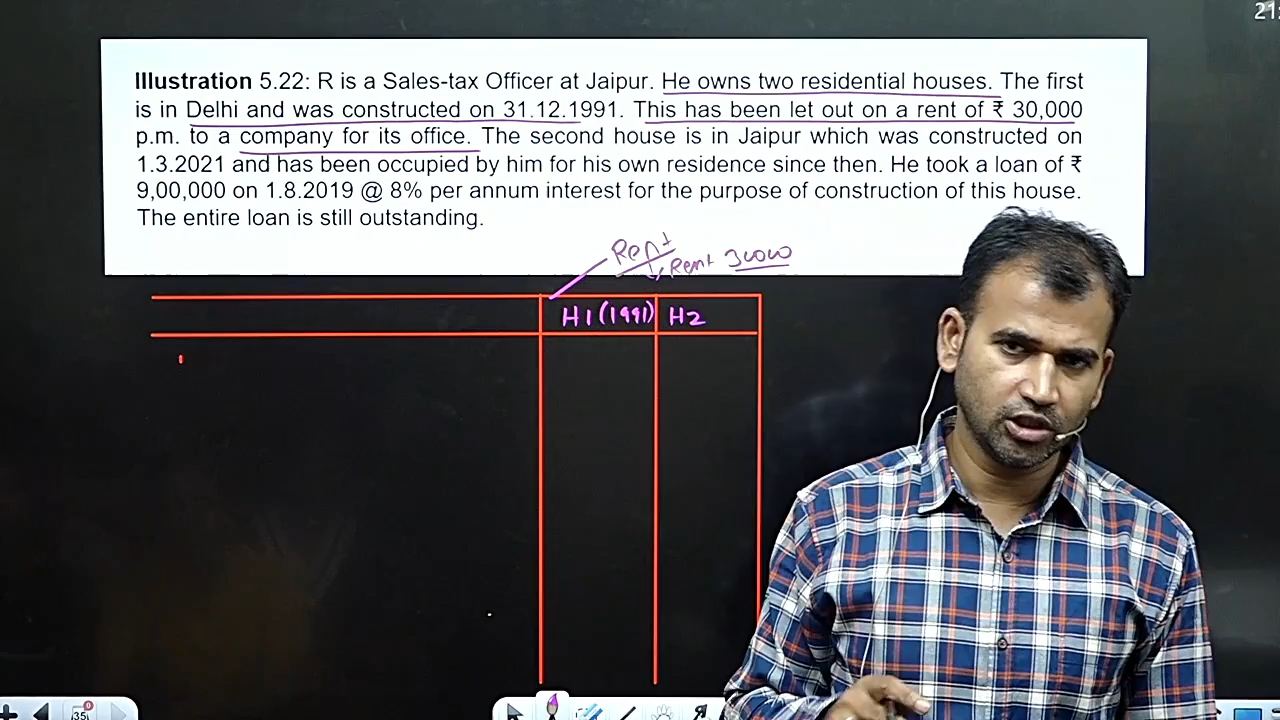 21:
Illustration 5.22: R is a Sales-tax Officer at Jaipur. He owns two residential houses. The first
is in Delhi and was constructed on 31.12.1991. This has been let out on a rent of ₹ 30,000
p.m. to a company for its office. The second house is in Jaipur which was constructed on
1.3.2021 and has been occupied by him for his own residence since then. He took a loan of ₹
9,00,000 on 1.8.2019 @ 8% per annum interest for the purpose of construction of this house.
The entire loan is still outstanding.
Rent
Rent 30000
H1(1991) H2
35
0